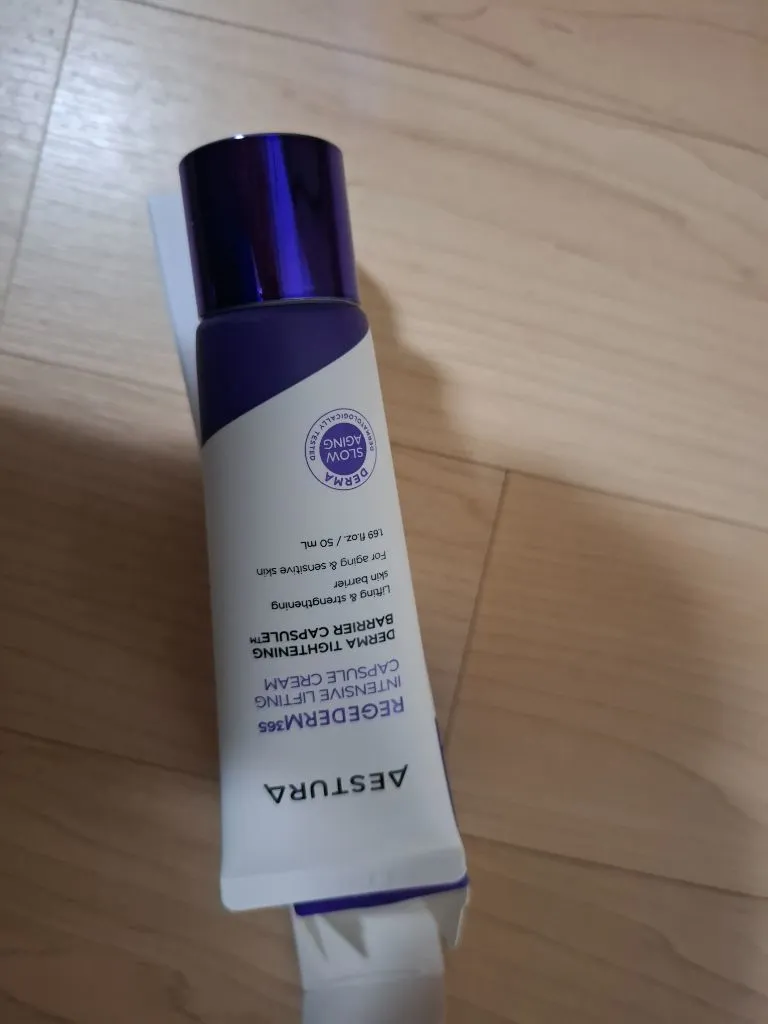 AESTURA
REGEDERM365
INTENSIVE LIFTING
CAPSULE CREAM
DERMA TIGHTENING
BARRIER CAPSULE™
Lifting & strengthening
skin barrier
For aging & sensitive skin
1.69 fl.oz. / 50 mL
DERMA
SLOW
AGING
DERMATOLOGICALLY TESTED